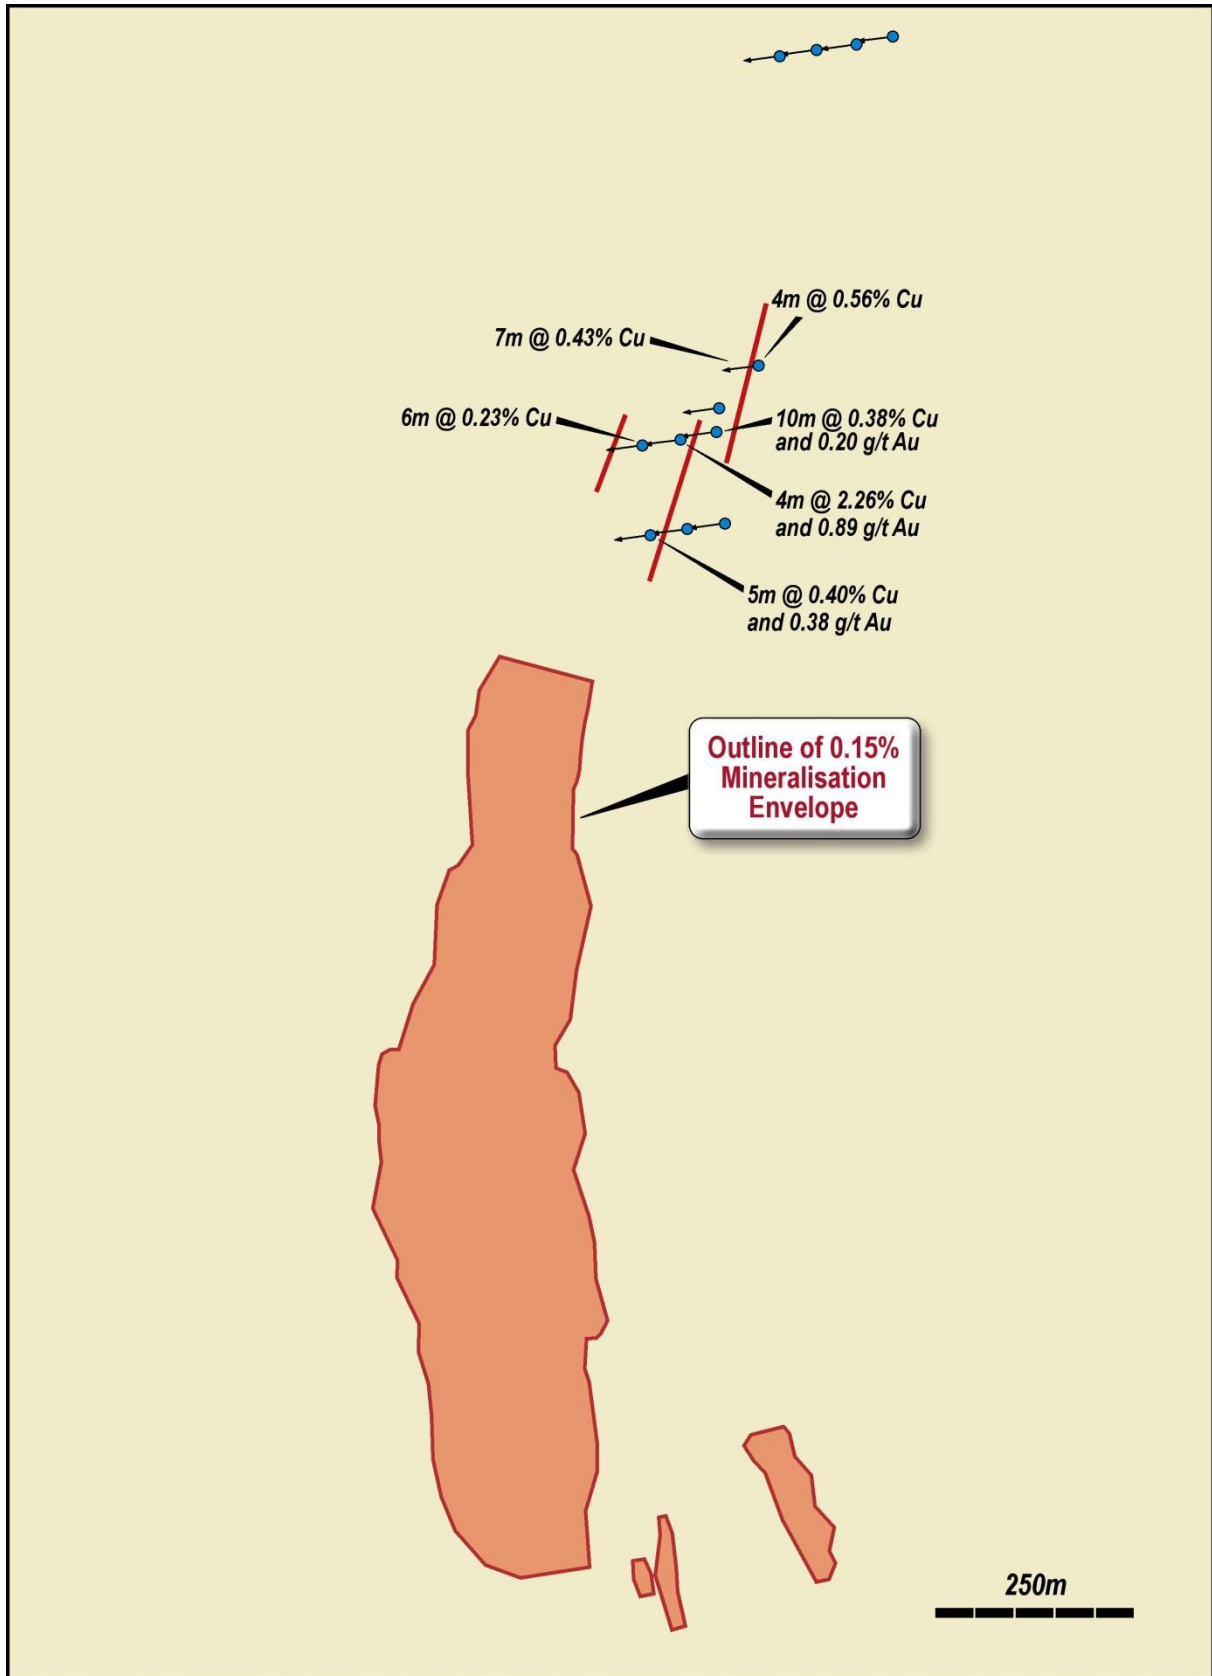 4m @ 0.56% Cu
7m @ 0.43% Cu
6m @ 0.23% Cu
10m @ 0.38% Cu
and 0.20 g/t Au
4m @ 2.26% Cu
and 0.89 g/t Au
5m @ 0.40% Cu
and 0.38 g/t Au
Outline of 0.15%
Mineralisation
Envelope
250m